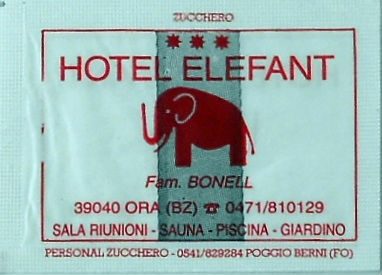 ZUCCHERO
★★★
HOTEL ELEFANT
Fam. BONELL
39040 ORA (BZ) ☎ 0471/810129
SALA RIUNIONI - SAUNA - PISCINA - GIARDINO
PERSONAL ZUCCHERO - 0541/629284 POGGIO BERNI (FO)